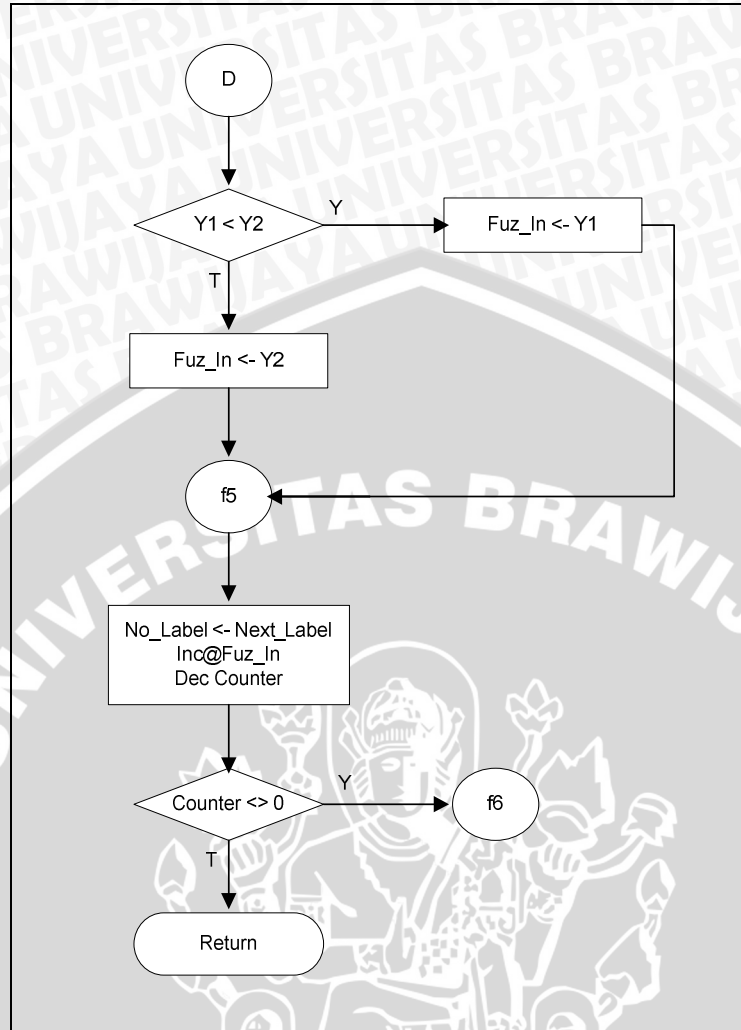 D
Y1 < Y2
Y
Fuz_In <- Y1
T
Fuz_In <- Y2
f5
No_Label <- Next_Label
Inc@Fuz_In
Dec Counter
Counter <> 0
Y
f6
T
Return
UNIVERSITAS BRAWIJAYA